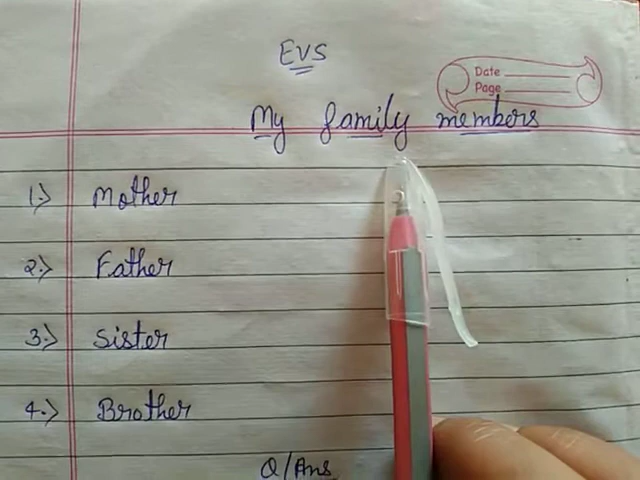 EVS
Date
Page
My family members
1.) Mother
2.) Father
3.) Sister
4.) Brother
Q/Ans